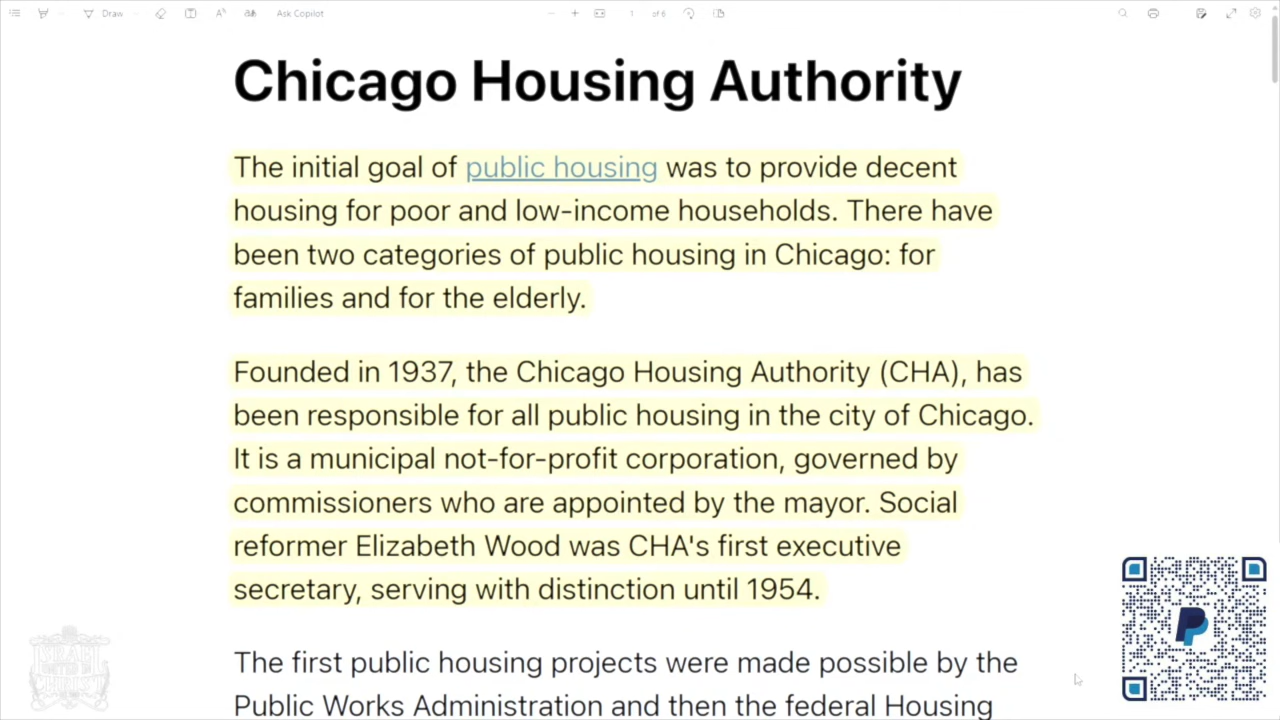 Draw
Ask Copilot
1
of 6
Chicago Housing Authority
The initial goal of public housing was to provide decent
housing for poor and low-income households. There have
been two categories of public housing in Chicago: for
families and for the elderly.
Founded in 1937, the Chicago Housing Authority (CHA), has
been responsible for all public housing in the city of Chicago.
It is a municipal not-for-profit corporation, governed by
commissioners who are appointed by the mayor. Social
reformer Elizabeth Wood was CHA's first executive
secretary, serving with distinction until 1954.
The first public housing projects were made possible by the
Public Works Administration and then the federal Housing